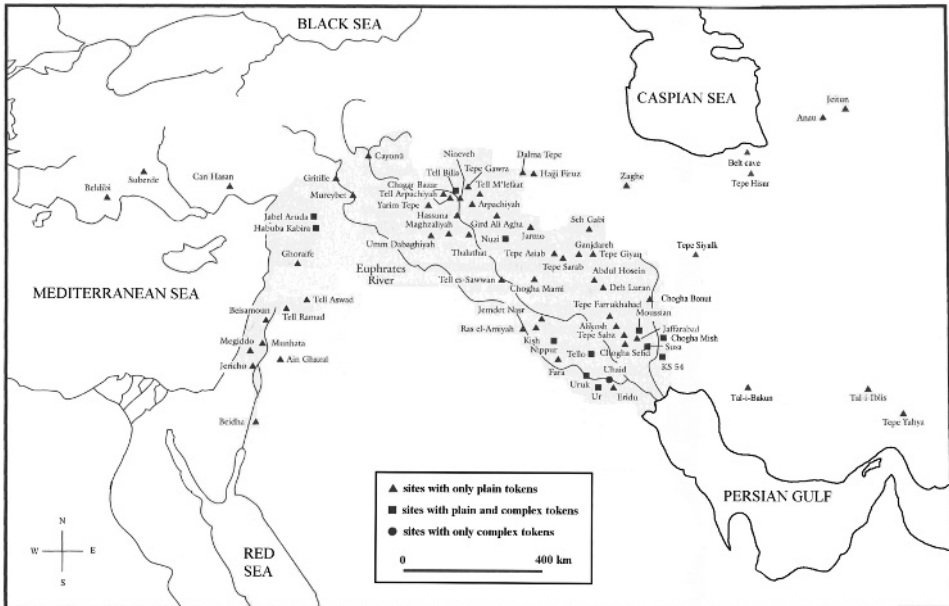 BLACK SEA
CASPIAN SEA
Jeitun
Anau
Belt cave
Tepe Hisar
Cayonü
Nineveh
Tepe Gawra
Tell Billa
Dalma Tepe
Hajji Firuz
Zaghe
Gritille
Mureybet
Chagar Bazar
Tell M'lefaat
Tell Arpachiyah
Arpachiyah
Yarim Tepe
Suberde
Can Hasan
Beldibi
Hassuna
Maghzaliyah
Gird Ali Agha
Jabel Aruda
Habuba Kabira
Umm Dabaghiyah
Thalathat
Nuzi
Jarmo
Seh Gabi
Ganjdareh
Tepe Giyan
Tepe Siyalk
Tepe Asiab
Tepe Sarab
Abdul Hosein
Ghoraife
Euphrates
River
Tell es-Sawwan
Chogha Mami
Deh Luran
MEDITERRANEAN SEA
Tell Aswad
Tell Ramad
Beisamoun
Jemdet Nasr
Ras el-Amiyah
Tepe Farrukhabad
Chogha Bonut
Moussian
Alikosh
Jaffarabad
Tepe Sabz
Chogha Mish
Megiddo
Munhata
Kish
Nippur
Tello
Chogha Sefid
Susa
KS 54
Jericho
Ain Ghazal
Fara
Ubaid
Uruk
Ur
Eridu
Tal-i-Bakun
Tal-i-Iblis
Tepe Yahya
Beidha
PERSIAN GULF
RED
SEA
N
W
E
S
sites with only plain tokens
sites with plain and complex tokens
sites with only complex tokens
0
400 km